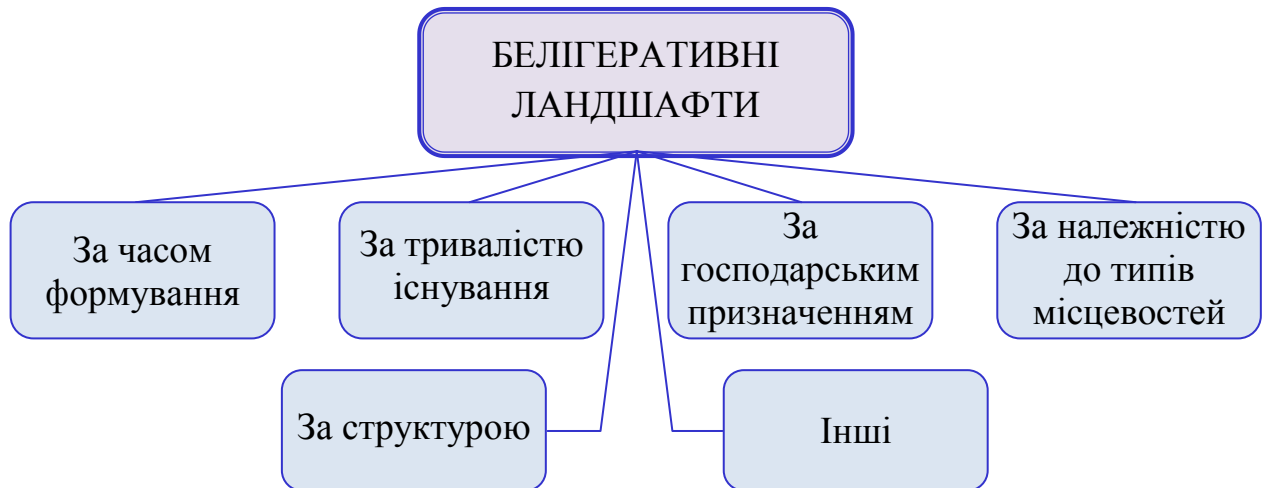 БЕЛІГЕРАТИВНІ
ЛАНДШАФТИ
За часом
формування
За тривалістю
існування
За
господарським
призначенням
За належністю
до типів
місцевостей
За структурою
Інші